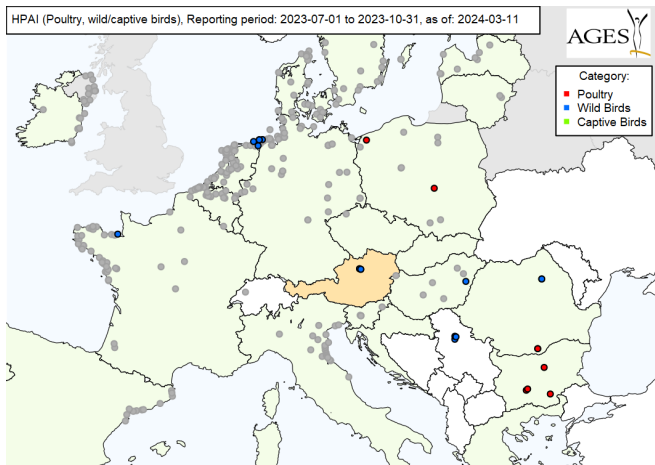 HPAI (Poultry, wild/captive birds), Reporting period: 2023-07-01 to 2023-10-31, as of: 2024-03-11
AGES
Category:
Poultry
Wild Birds
Captive Birds